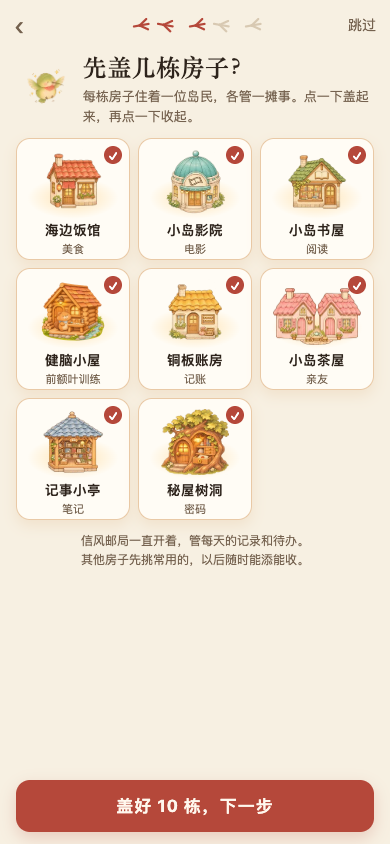 跳过
先盖几栋房子?
每栋房子住着一位岛民，各管一摊事。点一下盖起
来，再点一下收起。
海边饭馆
美食
小岛影院
电影
小岛书屋
阅读
健脑小屋
前额叶训练
铜板账房
记账
小岛茶屋
亲友
记事小亭
笔记
秘屋树洞
密码
信风邮局一直开着，管每天的记录和待办。
其他房子先挑常用的，以后随时能添能收。
盖好 10 栋，下一步